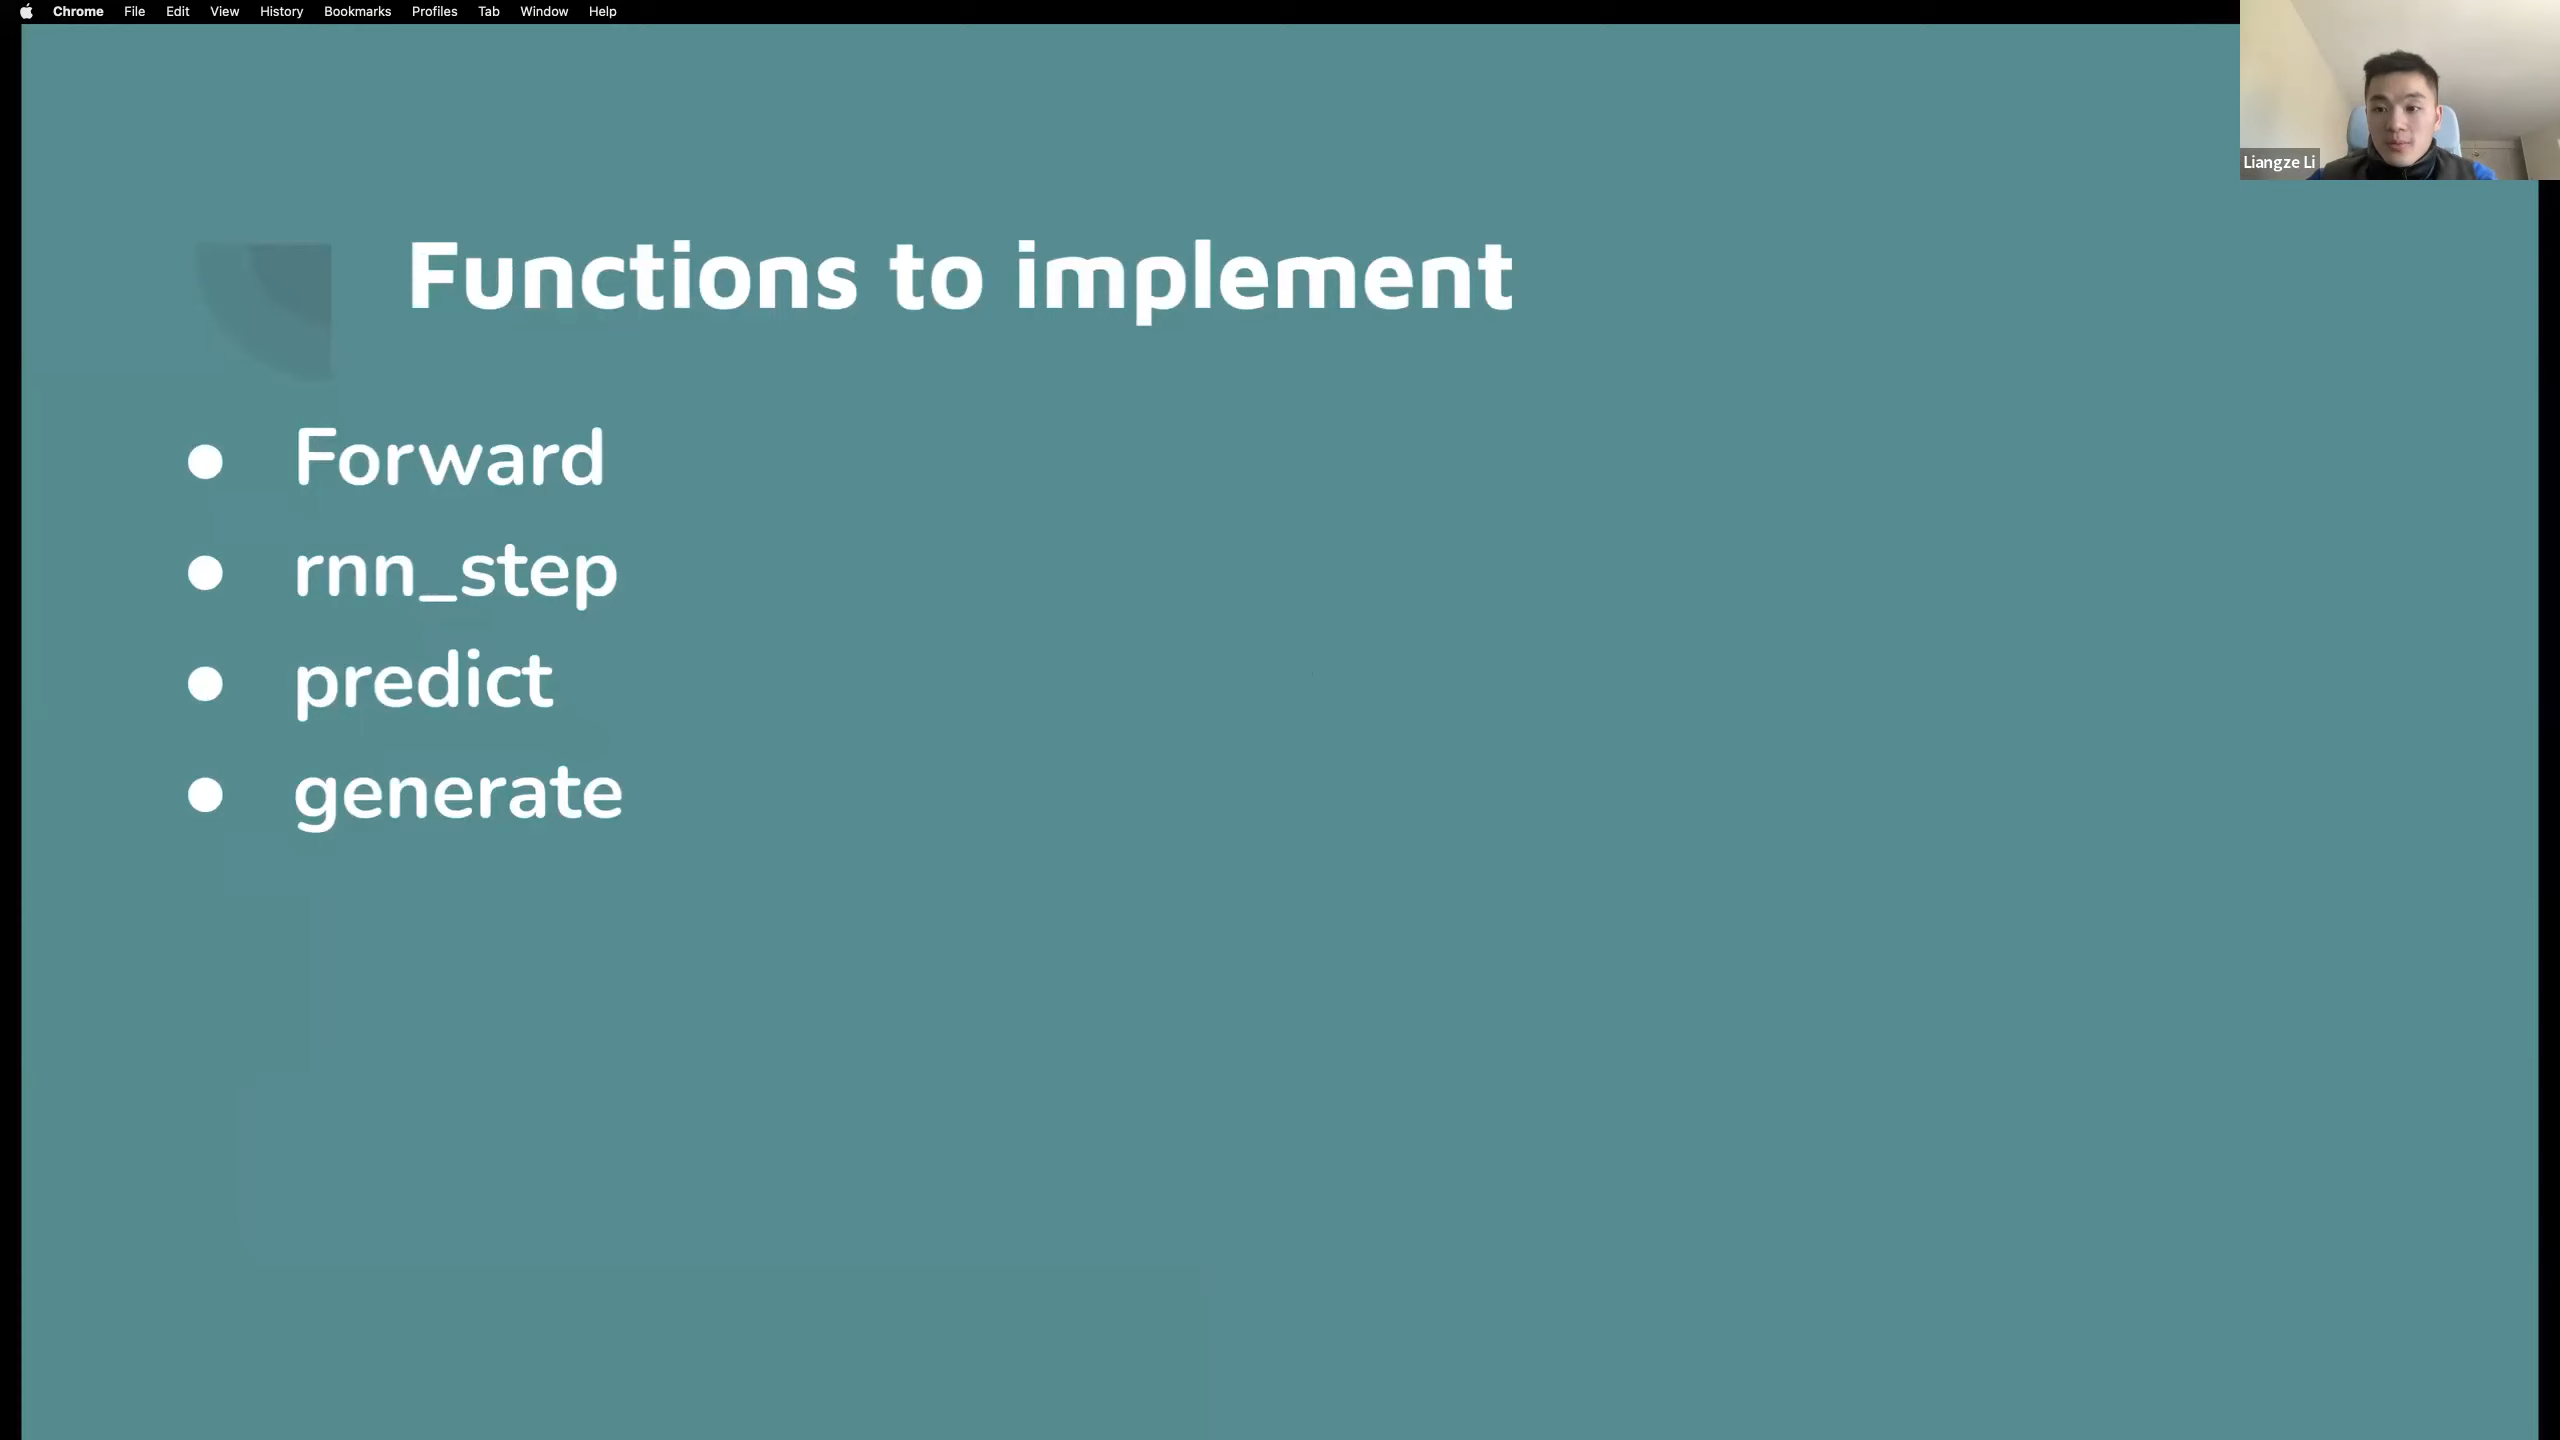 Chrome File Edit View History Bookmarks Profiles Tab Window Help
Liangze Li
Functions to implement
● Forward
● rnn_step
● predict
● generate